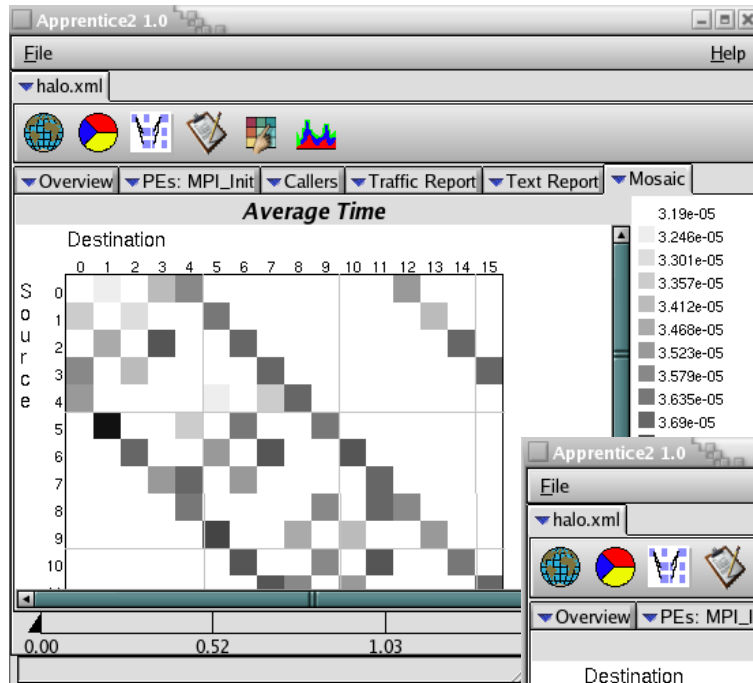 Apprentice2 1.0
File Help
halo.xml
Overview PEs: MPI_Init Callers Traffic Report Text Report Mosaic
Average Time
Destination
0 1 2 3 4 5 6 7 8 9 10 11 12 13 14 15
Source
0
1
2
3
4
5
6
7
8
9
10
3.19e-05
3.246e-05
3.301e-05
3.357e-05
3.412e-05
3.468e-05
3.523e-05
3.579e-05
3.635e-05
3.69e-05
0.00 0.52 1.03
Apprentice2 1.0
File
halo.xml
Overview PEs: MPI_I
Destination